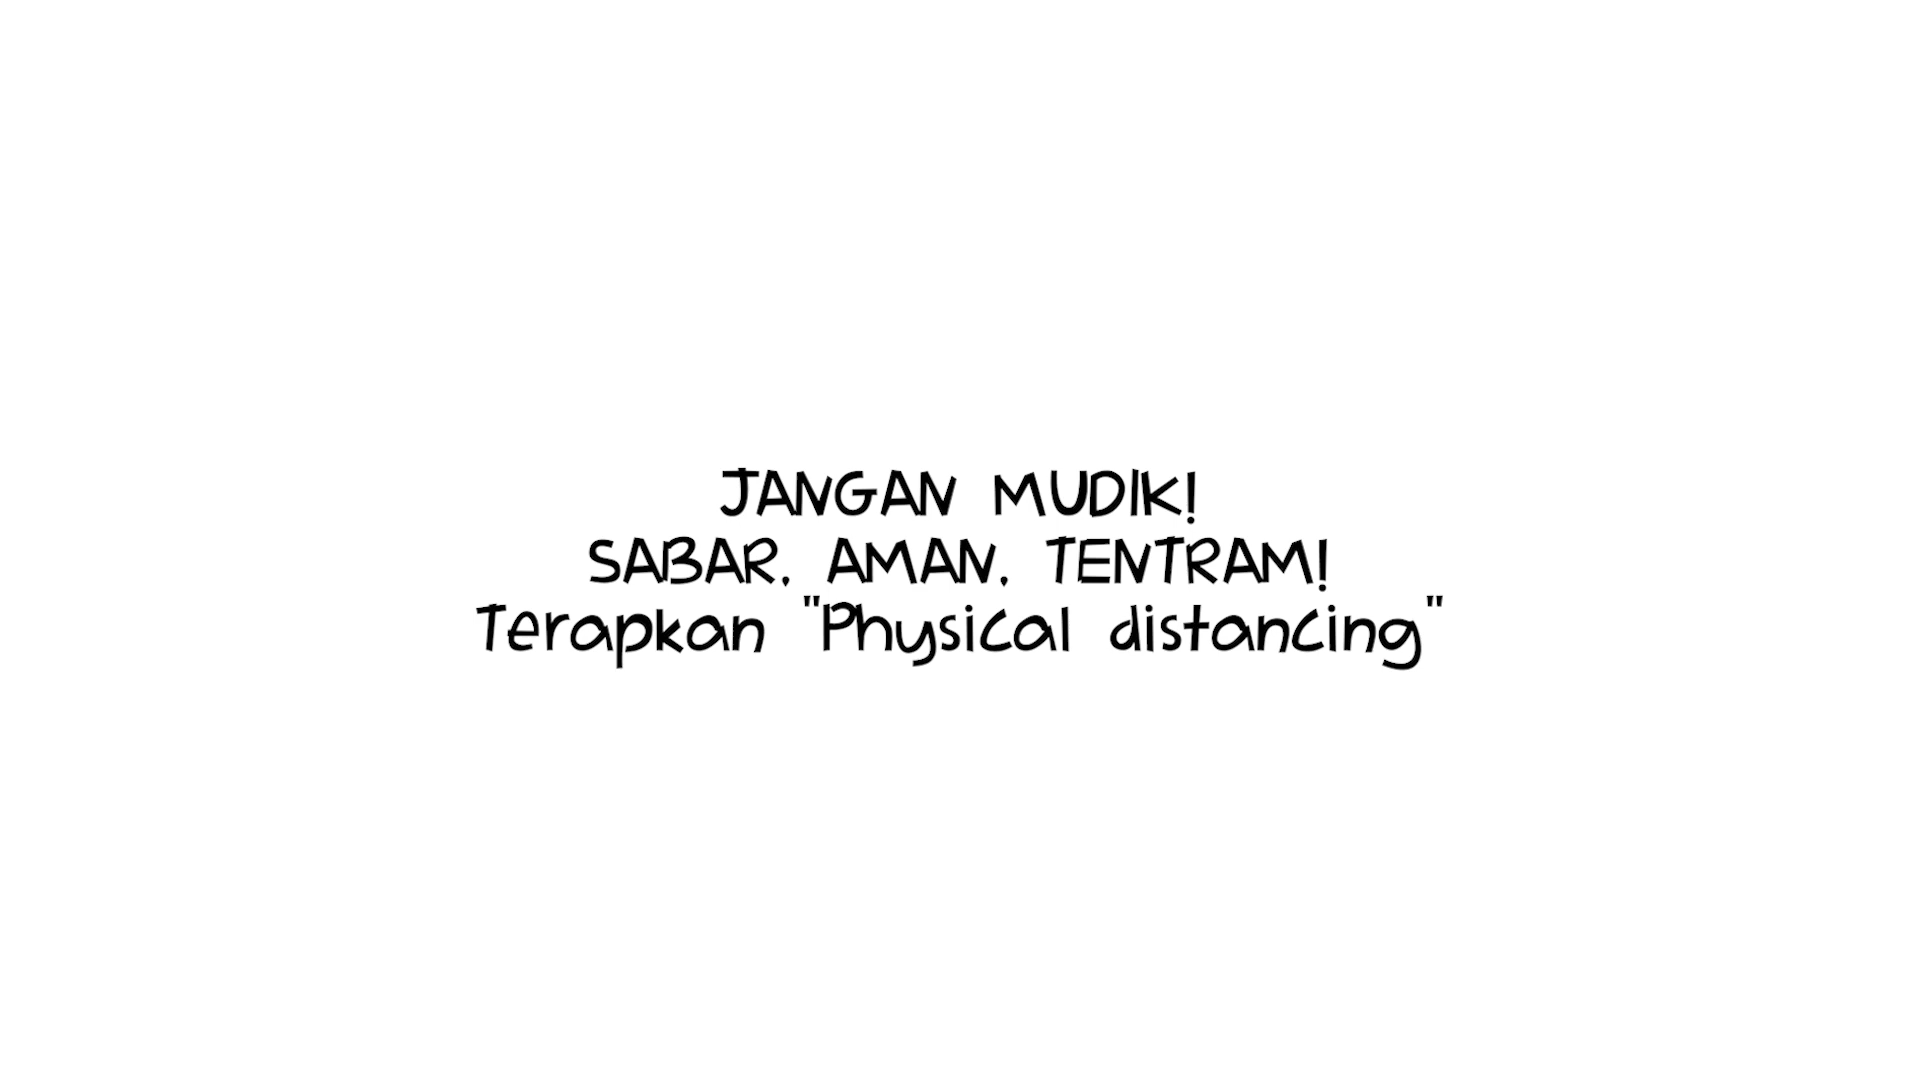 JANGAN MUDIK!
SABAR, AMAN, TENTRAM!
Terapkan "Physical distancing"